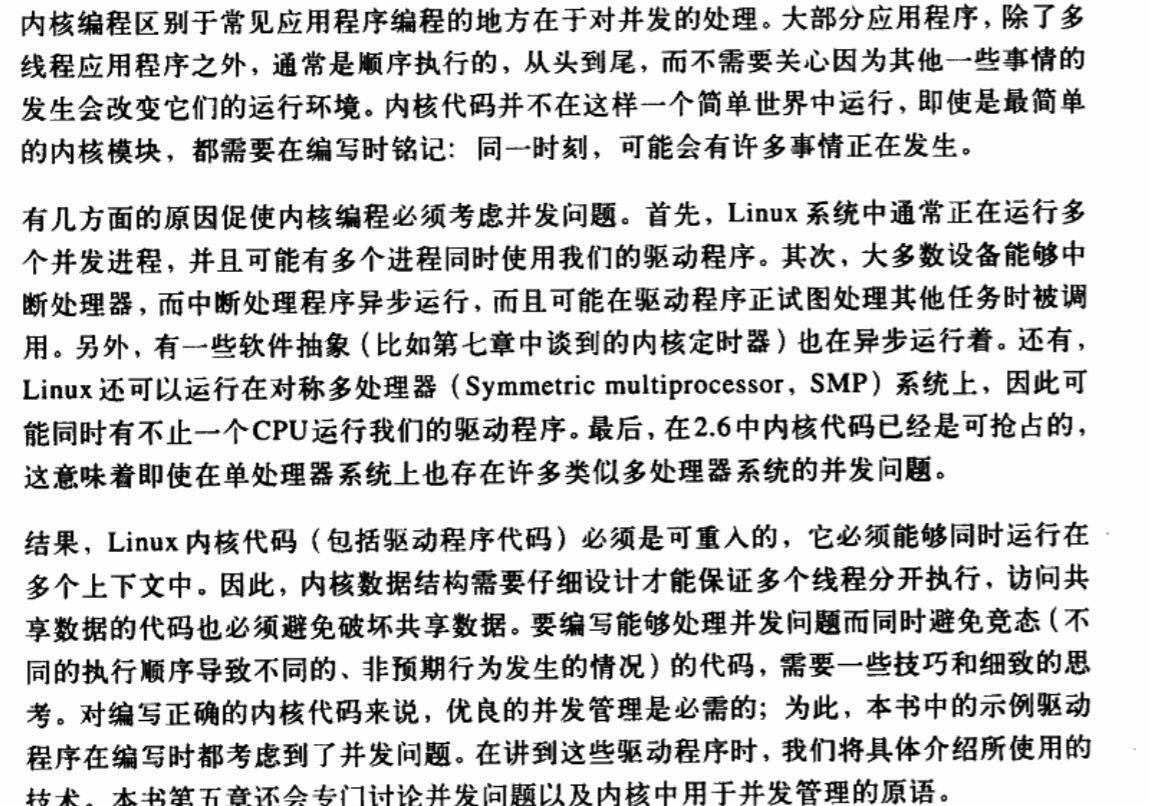 内核编程区别于常见应用程序编程的地方在于对并发的处理。大部分应用程序，除了多
线程应用程序之外，通常是顺序执行的，从头到尾，而不需要关心因为其他一些事情的
发生会改变它们的运行环境。内核代码并不在这样一个简单世界中运行，即使是最简单
的内核模块，都需要在编写时铭记：同一时刻，可能会有许多事情正在发生。
有几方面的原因促使内核编程必须考虑并发问题。首先，Linux 系统中通常正在运行多
个并发进程，并且可能有多个进程同时使用我们的驱动程序。其次，大多数设备能够中
断处理器，而中断处理程序异步运行，而且可能在驱动程序正试图处理其他任务时被调
用。另外，有一些软件抽象（比如第七章中谈到的内核定时器）也在异步运行着。还有，
Linux 还可以运行在对称多处理器（Symmetric multiprocessor，SMP）系统上，因此可
能同时有不止一个CPU运行我们的驱动程序。最后，在2.6中内核代码已经是可抢占的，
这意味着即使在单处理器系统上也存在许多类似多处理器系统的并发问题。
结果，Linux 内核代码（包括驱动程序代码）必须是可重入的，它必须能够同时运行在
多个上下文中。因此，内核数据结构需要仔细设计才能保证多个线程分开执行，访问共
享数据的代码也必须避免破坏共享数据。要编写能够处理并发问题而同时避免竞态（不
同的执行顺序导致不同的、非预期行为发生的情况）的代码，需要一些技巧和细致的思
考。对编写正确的内核代码来说，优良的并发管理是必需的；为此，本书中的示例驱动
程序在编写时都考虑到了并发问题。在讲到这些驱动程序时，我们将具体介绍所使用的
技术。本书第五章还会专门讨论并发问题以及内核中用于并发管理的原语。